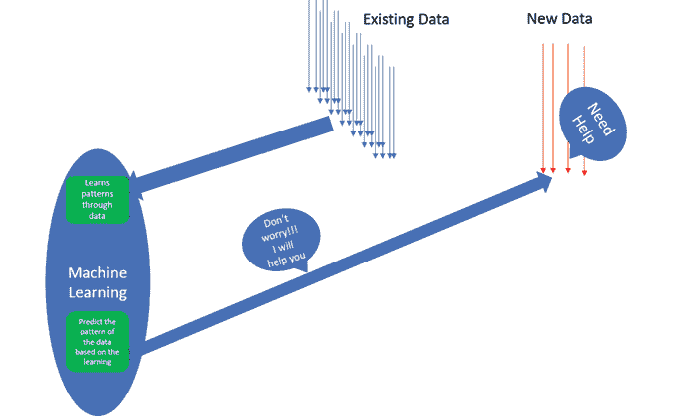 Existing Data
New Data
Need
Help
Learns
patterns
through
data
Don't
worry!!!
I will
help you
Machine
Learning
Predict the
pattern of
the data
based on the
learning